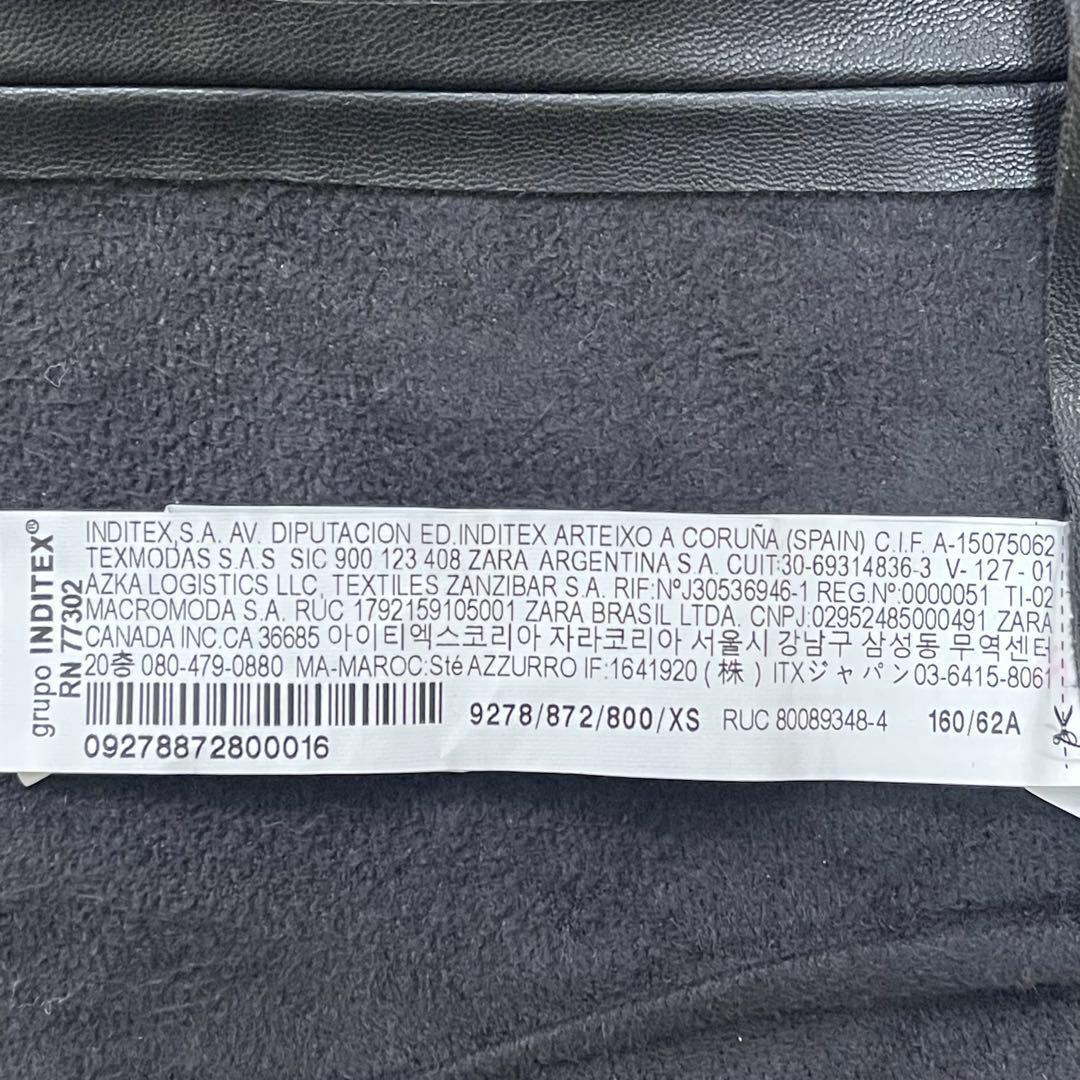 grupo INDITEX®
RN 77302
INDITEX,S.A. AV. DIPUTACION ED.INDITEX ARTEIXO A CORUÑA (SPAIN) C.I.F. A-15075062
TEXMODAS S.A.S SIC 900 123 408 ZARA ARGENTINA S.A. CUIT:30-69314836-3 V-127-01
AZKA LOGISTICS LLC, TEXTILES ZANZIBAR S.A. RIF:NºJ30536946-1 REG.Nº:0000051 TI-02
MACROMODA S.A. RUC 1792159105001 ZARA BRASIL LTDA. CNPJ:02952485000491 ZARA
CANADA INC.CA 36685 아이티엑스코리아 자라코리아 서울시 강남구 삼성동 무역센터
20층 080-479-0880 MA-MAROC:Sté AZZURRO IF:1641920 (株) ITXジャパン03-6415-8061
9278/872/800/XS RUC 80089348-4 160/62A
09278872800016